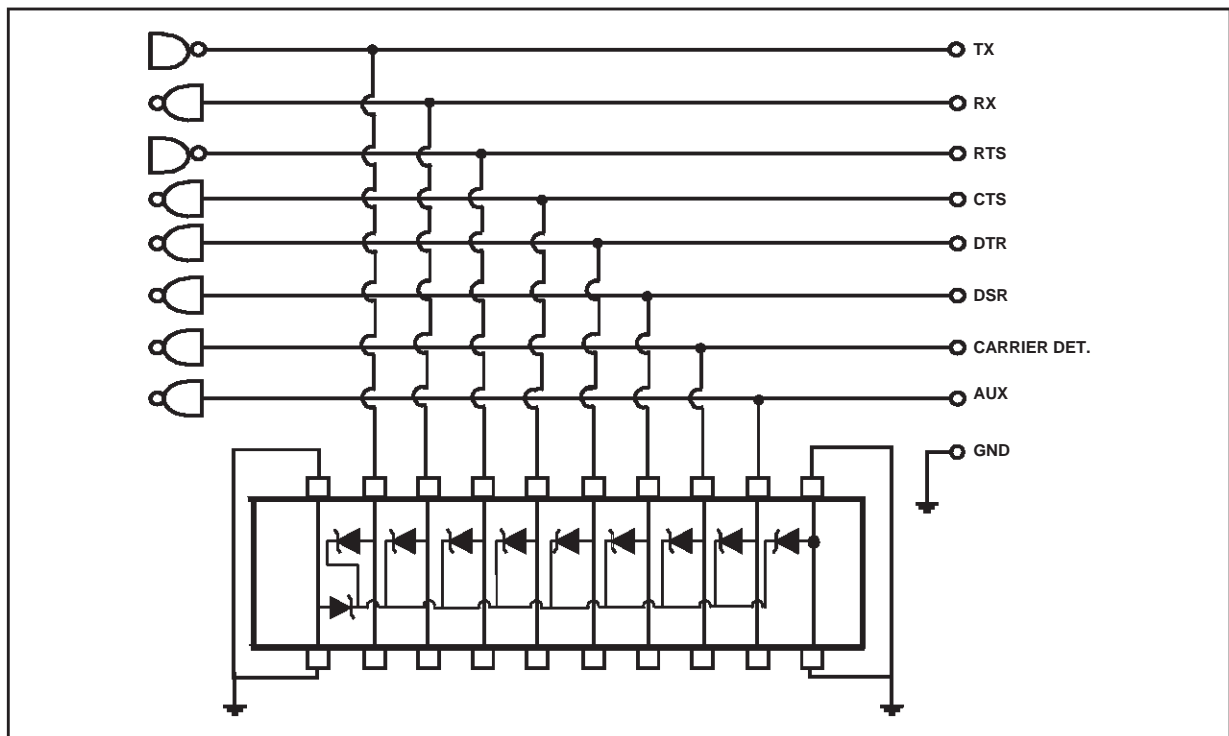 TX
RX
RTS
CTS
DTR
DSR
CARRIER DET.
AUX
GND